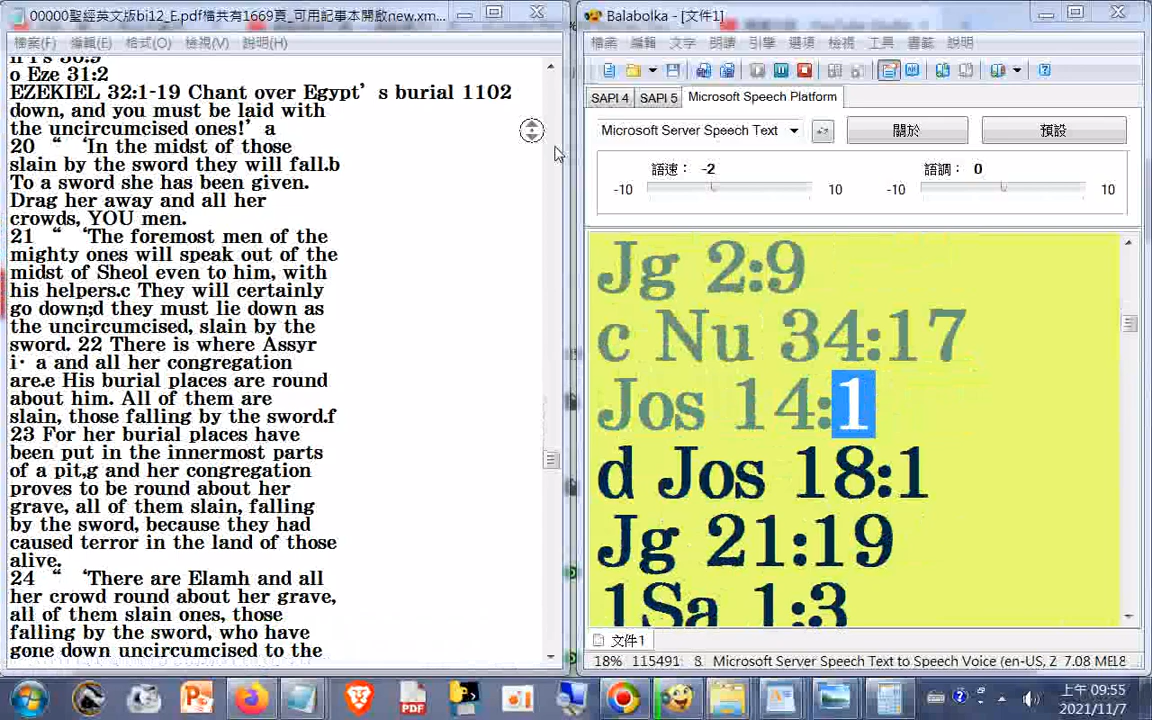 00000聖經英文版bi12_E.pdf檔共有1669頁_可用記事本開啟new.xm...
檔案(F) 編輯(E) 格式(O) 檢視(V) 說明(H)
o Eze 31:2
EZEKIEL 32:1-19 Chant over Egypt’s burial 1102
down, and you must be laid with
the uncircumcised ones!’a
20 “ ‘In the midst of those
slain by the sword they will fall.b
To a sword she has been given.
Drag her away and all her
crowds, YOU men.
21 “ ‘The foremost men of the
mighty ones will speak out of the
midst of Sheol even to him, with
his helpers.c They will certainly
go down;d they must lie down as
the uncircumcised, slain by the
sword. 22 There is where Assyr
i· a and all her congregation
are.e His burial places are round
about him. All of them are
slain, those falling by the sword.f
23 For her burial places have
been put in the innermost parts
of a pit,g and her congregation
proves to be round about her
grave, all of them slain, falling
by the sword, because they had
caused terror in the land of those
alive.
24 “ ‘There are Elamh and all
her crowd round about her grave,
all of them slain ones, those
falling by the sword, who have
gone down uncircumcised to the
Balabolka - [文件1]
檔案 編輯 文字 朗讀 引擎 選項 檢視 工具 書籤 說明
SAPI 4 SAPI 5 Microsoft Speech Platform
Microsoft Server Speech Text 關於 預設
語速： -2 語調： 0
-10 10 -10 10
Jg 2:9
c Nu 34:17
Jos 14:1
d Jos 18:1
Jg 21:19
1Sa 1:3
文件1
18% 115491: 8 Microsoft Server Speech Text to Speech Voice (en-US, Z 7.08 MEL8
PDF
上午 09:55
2021/11/7